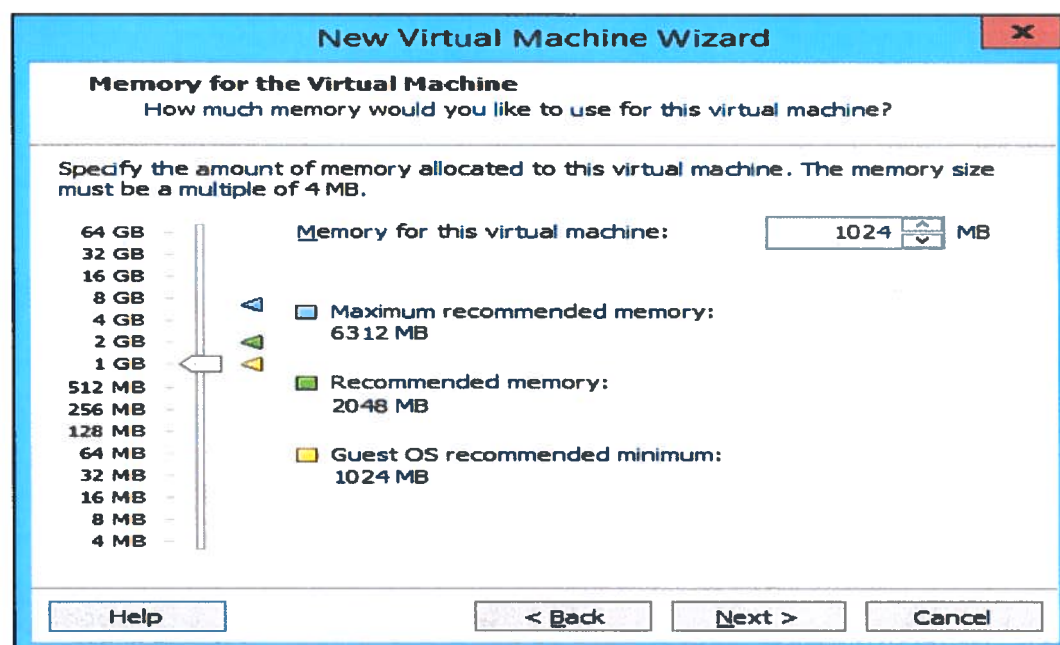 New Virtual Machine Wizard
Memory for the Virtual Machine
How much memory would you like to use for this virtual machine?
Specify the amount of memory allocated to this virtual machine. The memory size
must be a multiple of 4 MB.
64 GB
32 GB
16 GB
8 GB
4 GB
2 GB
1 GB
512 MB
256 MB
128 MB
64 MB
32 MB
16 MB
8 MB
4 MB
Memory for this virtual machine: 1024 MB
Maximum recommended memory:
6312 MB
Recommended memory:
2048 MB
Guest OS recommended minimum:
1024 MB
Help < Back Next > Cancel